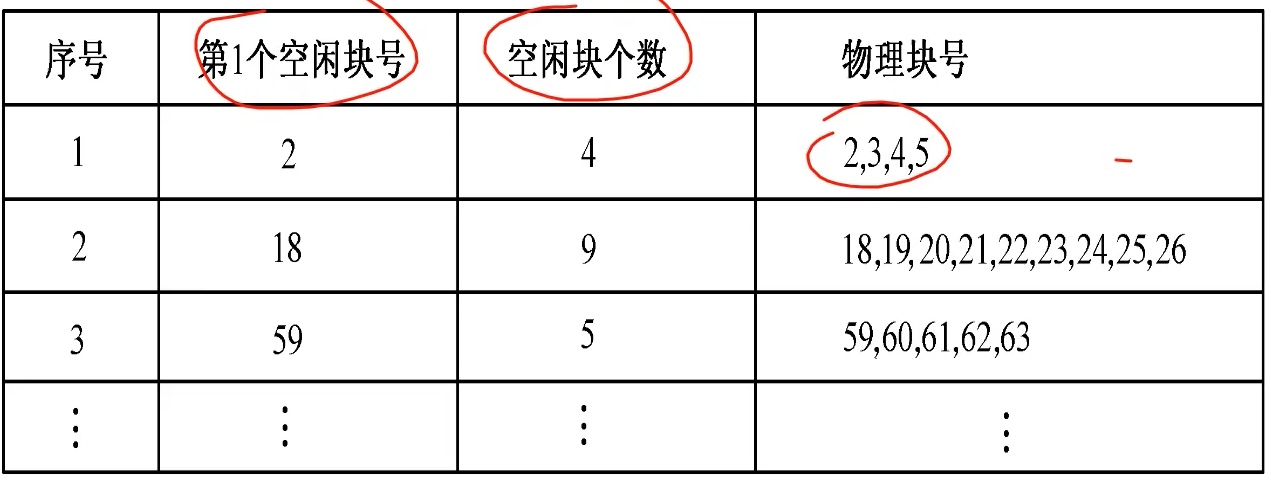 序号 第1个空闲块号 空闲块个数 物理块号
1 2 4 2,3,4,5
2 18 9 18,19,20,21,22,23,24,25,26
3 59 5 59,60,61,62,63
⋮ ⋮ ⋮ ⋮